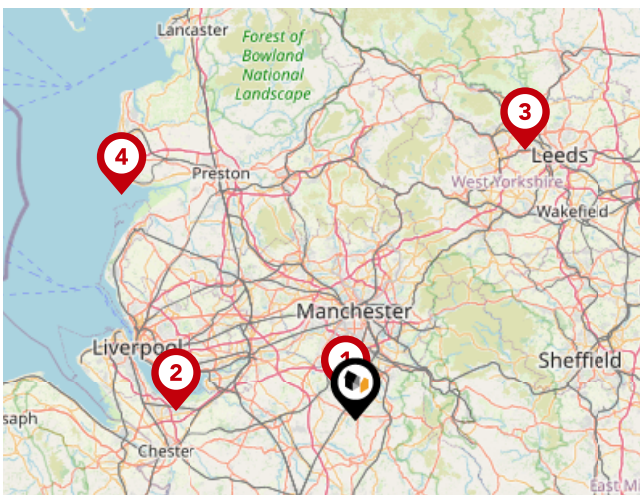 Lancaster
Forest of
Bowland
National
Landscape
3
4
Leeds
Preston
West Yorkshire
Wakefield
Manchester
Liverpool
1
Sheffield
2
saph
Chester
East M